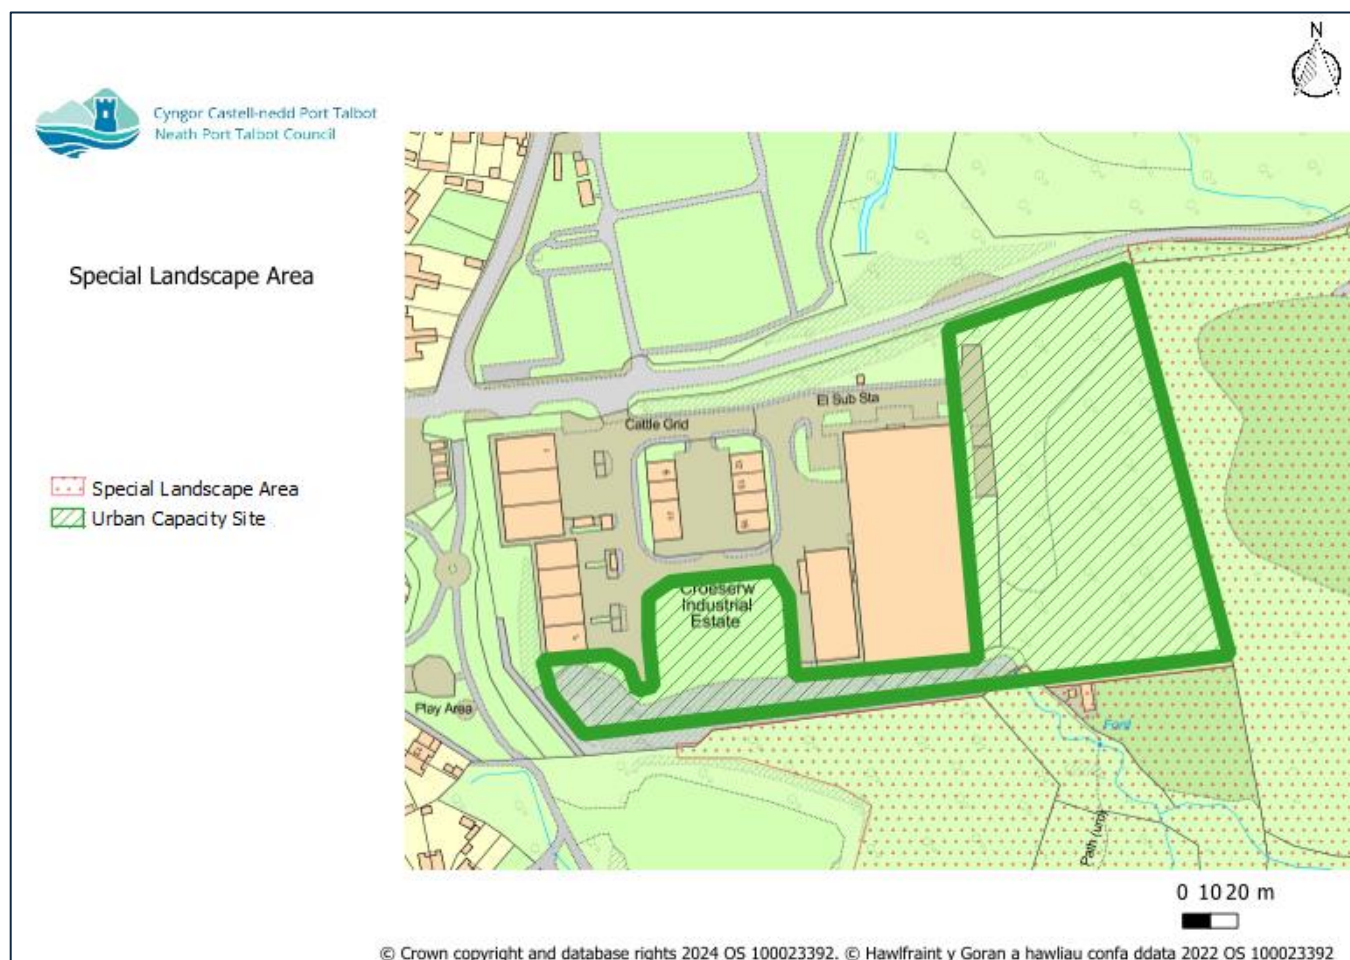 N
Cyngor Castell-nedd Port Talbot
Neath Port Talbot Council
Special Landscape Area
Special Landscape Area
Urban Capacity Site
El Sub Sta
Cattle Grid
Croeserw
Industrial
Estate
Play Area
Ford
Path (um)
0 10 20 m
© Crown copyright and database rights 2024 OS 100023392. © Hawlfraint y Goran a hawliau confa ddata 2022 OS 100023392